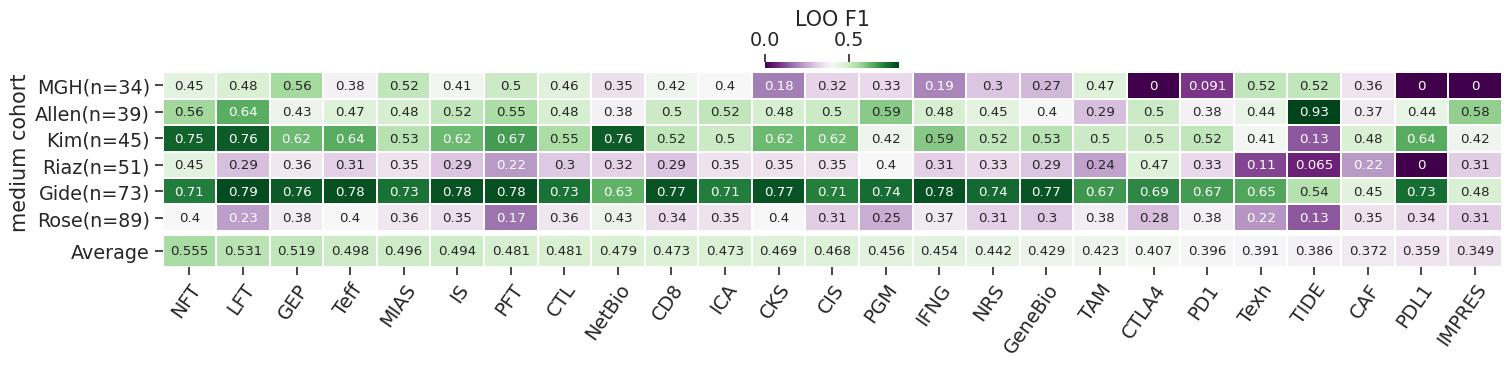 LOO F1
0.0 0.5
medium cohort
MGH(n=34) 0.45 0.48 0.56 0.38 0.52 0.41 0.5 0.46 0.35 0.42 0.4 0.18 0.32 0.33 0.19 0.3 0.27 0.47 0 0.091 0.52 0.52 0.36 0 0
Allen(n=39) 0.56 0.64 0.43 0.47 0.48 0.52 0.55 0.48 0.38 0.5 0.52 0.48 0.5 0.59 0.48 0.45 0.4 0.29 0.5 0.38 0.44 0.93 0.37 0.44 0.58
Kim(n=45) 0.75 0.76 0.62 0.64 0.53 0.62 0.67 0.55 0.76 0.52 0.5 0.62 0.62 0.42 0.59 0.52 0.53 0.5 0.5 0.52 0.41 0.13 0.48 0.64 0.42
Riaz(n=51) 0.45 0.29 0.36 0.31 0.35 0.29 0.22 0.3 0.32 0.29 0.35 0.35 0.35 0.4 0.31 0.33 0.29 0.24 0.47 0.33 0.11 0.065 0.22 0 0.31
Gide(n=73) 0.71 0.79 0.76 0.78 0.73 0.78 0.78 0.73 0.63 0.77 0.71 0.77 0.71 0.74 0.78 0.74 0.77 0.67 0.69 0.67 0.65 0.54 0.45 0.73 0.48
Rose(n=89) 0.4 0.23 0.38 0.4 0.36 0.35 0.17 0.36 0.43 0.34 0.35 0.4 0.31 0.25 0.37 0.31 0.3 0.38 0.28 0.38 0.22 0.13 0.35 0.34 0.31
Average 0.555 0.531 0.519 0.498 0.496 0.494 0.481 0.481 0.479 0.473 0.473 0.469 0.468 0.456 0.454 0.442 0.429 0.423 0.407 0.396 0.391 0.386 0.372 0.359 0.349
NFT LFT GEP Teff MIAS IS PFT CTL NetBio CD8 ICA CKS CIS PGM IFNG NRS GeneBio TAM CTLA4 PD1 Texh TIDE CAF PDL1 IMPRES